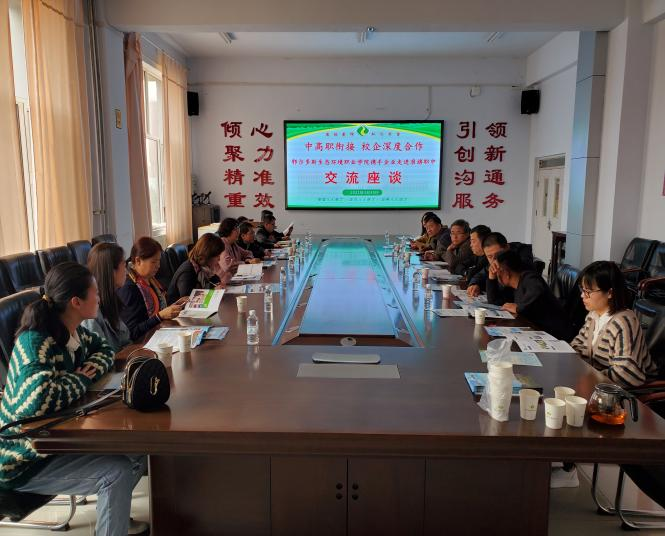 倾心
聚力
精准
重效
中高职衔接 校企深度合作
鄂尔多斯生态环境职业学院携手企业走进准旗职中
交流座谈
引领
创新
沟通
服务